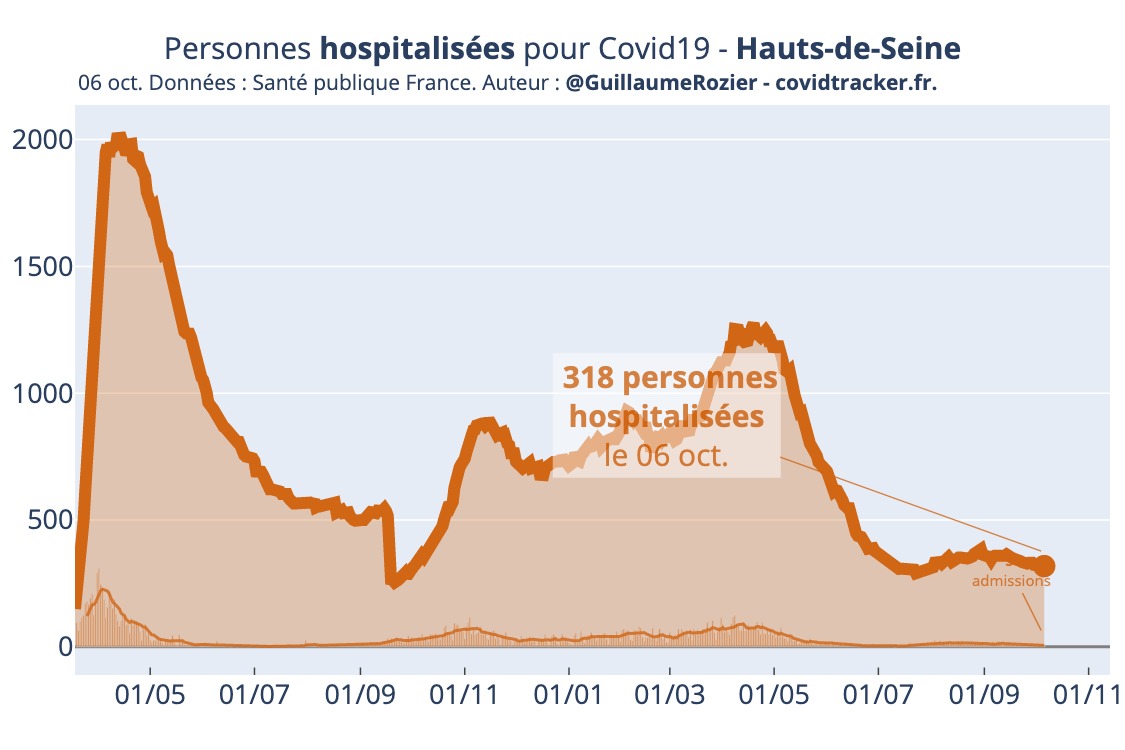 Personnes hospitalisées pour Covid19 - Hauts-de-Seine
06 oct. Données : Santé publique France. Auteur : @GuillaumeRozier - covidtracker.fr.
2000
1500
1000
500
0
318 personnes
hospitalisées
le 06 oct.
admissions
01/05 01/07 01/09 01/11 01/01 01/03 01/05 01/07 01/09 01/11